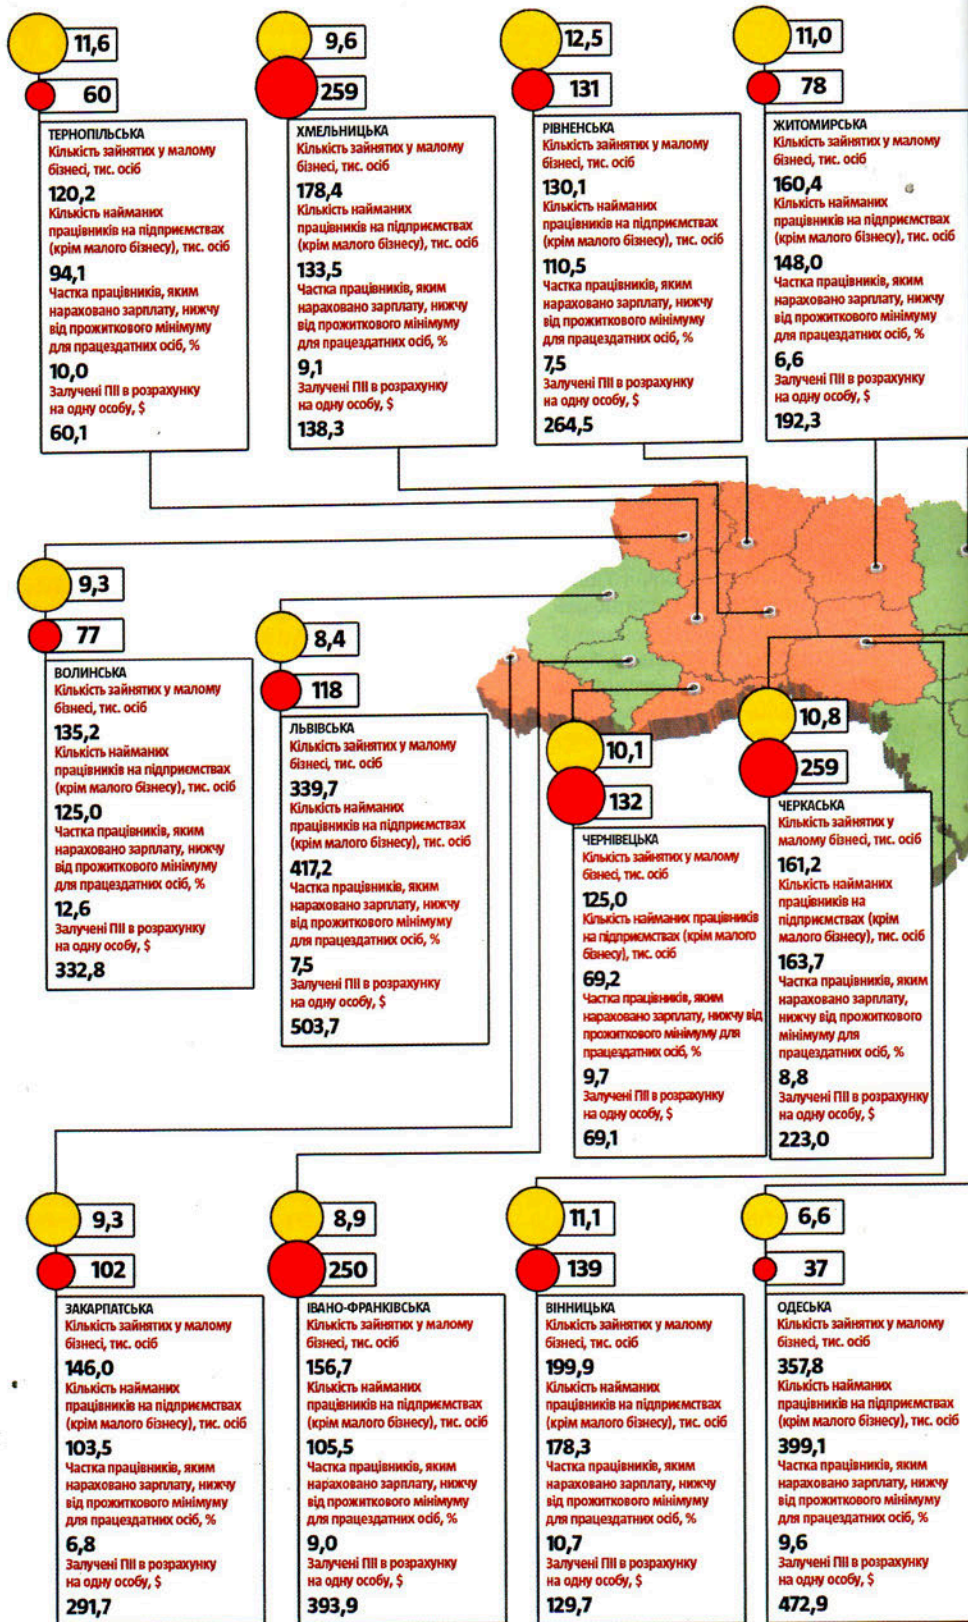 11,6
60
ТЕРНОПІЛЬСЬКА
Кількість зайнятих у малому
бізнесі, тис. осіб
120,2
Кількість найманих
працівників на підприємствах
(крім малого бізнесу), тис. осіб
94,1
Частка працівників, яким
нараховано зарплату, нижчу
від прожиткового мінімуму
для працездатних осіб, %
10,0
Залучені ПІІ в розрахунку
на одну особу, $
60,1
9,6
259
ХМЕЛЬНИЦЬКА
Кількість зайнятих у малому
бізнесі, тис. осіб
178,4
Кількість найманих
працівників на підприємствах
(крім малого бізнесу), тис. осіб
133,5
Частка працівників, яким
нараховано зарплату, нижчу
від прожиткового мінімуму
для працездатних осіб, %
9,1
Залучені ПІІ в розрахунку
на одну особу, $
138,3
12,5
131
РІВНЕНСЬКА
Кількість зайнятих у малому
бізнесі, тис. осіб
130,1
Кількість найманих
працівників на підприємствах
(крім малого бізнесу), тис. осіб
110,5
Частка працівників, яким
нараховано зарплату, нижчу
від прожиткового мінімуму
для працездатних осіб, %
7,5
Залучені ПІІ в розрахунку
на одну особу, $
264,5
11,0
78
ЖИТОМИРСЬКА
Кількість зайнятих у малому
бізнесі, тис. осіб
160,4
Кількість найманих
працівників на підприємствах
(крім малого бізнесу), тис. осіб
148,0
Частка працівників, яким
нараховано зарплату, нижчу
від прожиткового мінімуму
для працездатних осіб, %
6,6
Залучені ПІІ в розрахунку
на одну особу, $
192,3
9,3
77
ВОЛИНСЬКА
Кількість зайнятих у малому
бізнесі, тис. осіб
135,2
Кількість найманих
працівників на підприємствах
(крім малого бізнесу), тис. осіб
125,0
Частка працівників, яким
нараховано зарплату, нижчу
від прожиткового мінімуму
для працездатних осіб, %
12,6
Залучені ПІІ в розрахунку
на одну особу, $
332,8
8,4
118
ЛЬВІВСЬКА
Кількість зайнятих у малому
бізнесі, тис. осіб
339,7
Кількість найманих
працівників на підприємствах
(крім малого бізнесу), тис. осіб
417,2
Частка працівників, яким
нараховано зарплату, нижчу
від прожиткового мінімуму
для працездатних осіб, %
7,5
Залучені ПІІ в розрахунку
на одну особу, $
503,7
10,1
132
ЧЕРНІВЕЦЬКА
Кількість зайнятих у малому
бізнесі, тис. осіб
125,0
Кількість найманих працівників
на підприємствах (крім малого
бізнесу), тис. осіб
69,2
Частка працівників, яким
нараховано зарплату, нижчу від
прожиткового мінімуму для
працездатних осіб, %
9,7
Залучені ПІІ в розрахунку
на одну особу, $
69,1
10,8
259
ЧЕРКАСЬКА
Кількість зайнятих у
малому бізнесі, тис. осіб
161,2
Кількість найманих
працівників на
підприємствах (крім
малого бізнесу), тис. осіб
163,7
Частка працівників, яким
нараховано зарплату,
нижчу від прожиткового
мінімуму для
працездатних осіб, %
8,8
Залучені ПІІ в розрахунку
на одну особу, $
223,0
9,3
102
ЗАКАРПАТСЬКА
Кількість зайнятих у малому
бізнесі, тис. осіб
146,0
Кількість найманих
працівників на підприємствах
(крім малого бізнесу), тис. осіб
103,5
Частка працівників, яким
нараховано зарплату, нижчу
від прожиткового мінімуму
для працездатних осіб, %
6,8
Залучені ПІІ в розрахунку
на одну особу, $
291,7
8,9
250
ІВАНО-ФРАНКІВСЬКА
Кількість зайнятих у малому
бізнесі, тис. осіб
156,7
Кількість найманих
працівників на підприємствах
(крім малого бізнесу), тис. осіб
105,5
Частка працівників, яким
нараховано зарплату, нижчу
від прожиткового мінімуму
для працездатних осіб, %
9,0
Залучені ПІІ в розрахунку
на одну особу, $
393,9
11,1
139
ВІННИЦЬКА
Кількість зайнятих у малому
бізнесі, тис. осіб
199,9
Кількість найманих
працівників на підприємствах
(крім малого бізнесу), тис. осіб
178,3
Частка працівників, яким
нараховано зарплату, нижчу
від прожиткового мінімуму
для працездатних осіб, %
10,7
Залучені ПІІ в розрахунку
на одну особу, $
129,7
6,6
37
ОДЕСЬКА
Кількість зайнятих у малому
бізнесі, тис. осіб
357,8
Кількість найманих
працівників на підприємствах
(крім малого бізнесу), тис. осіб
399,1
Частка працівників, яким
нараховано зарплату, нижчу
від прожиткового мінімуму
для працездатних осіб, %
9,6
Залучені ПІІ в розрахунку
на одну особу, $
472,9